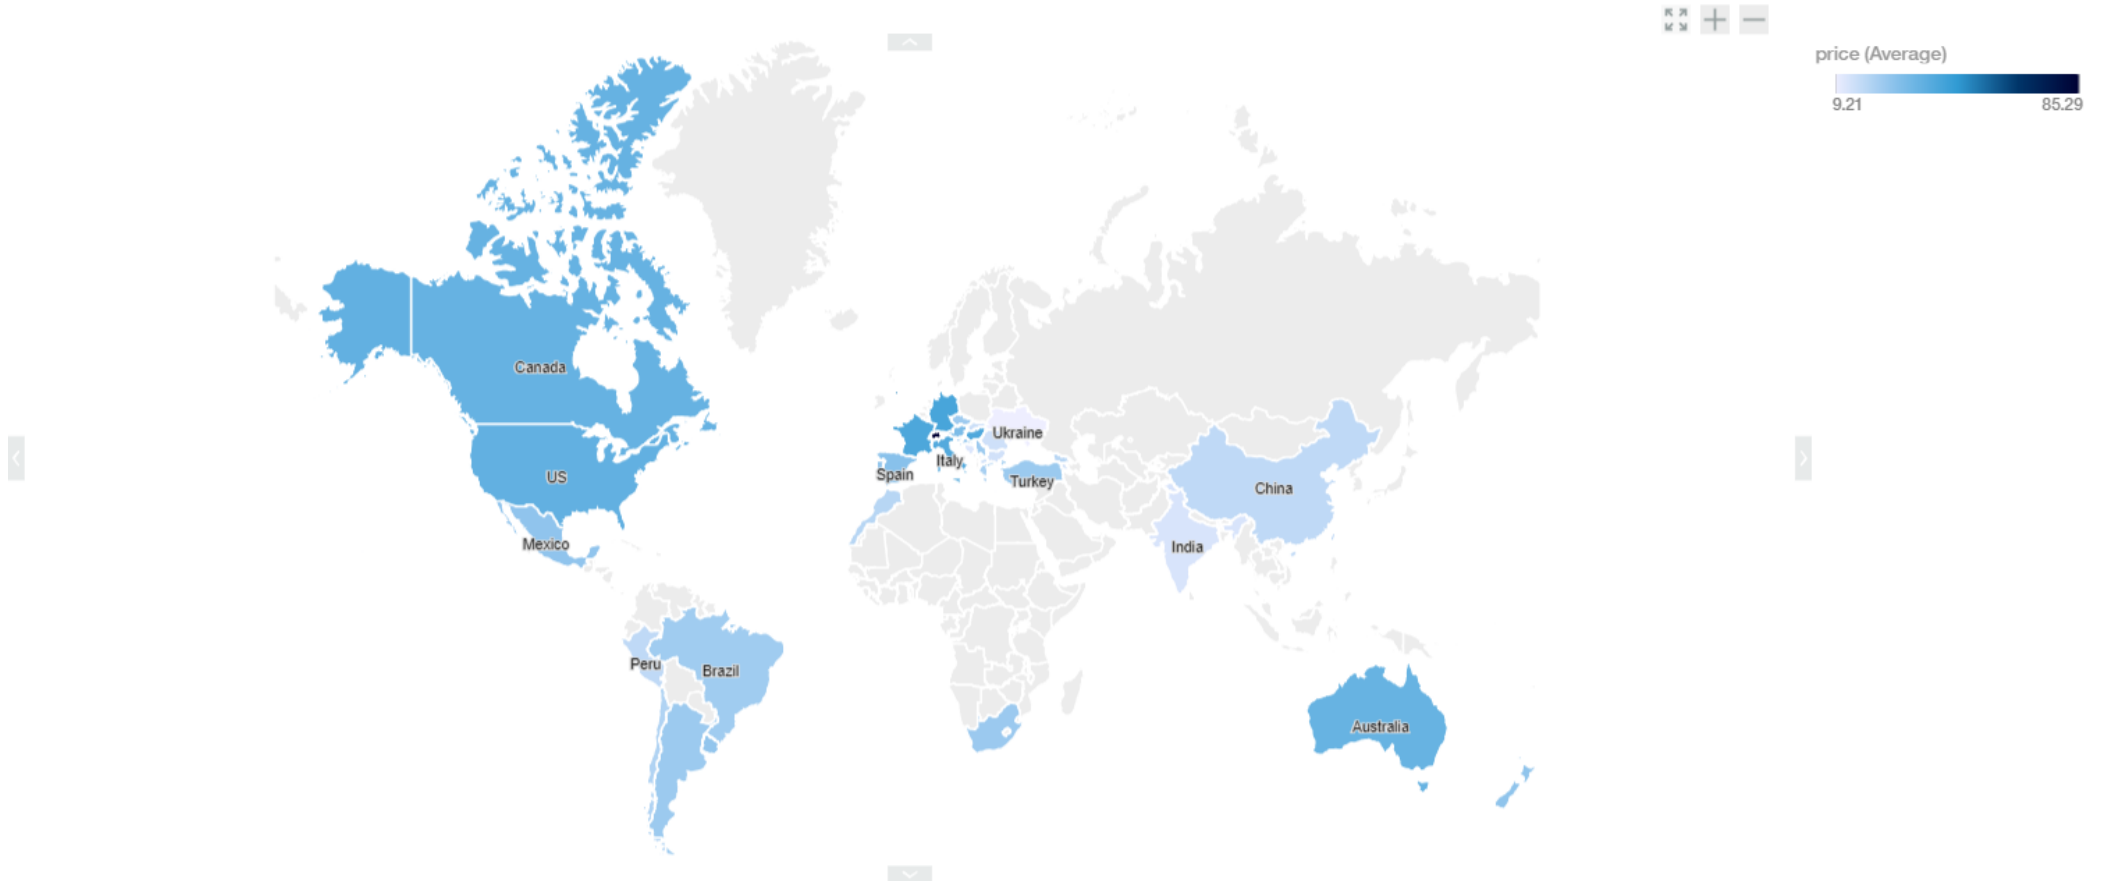 price (Average)
9.21 85.29
Canada
US
Mexico
Peru
Brazil
Spain
Italy
Ukraine
Turkey
China
India
Australia